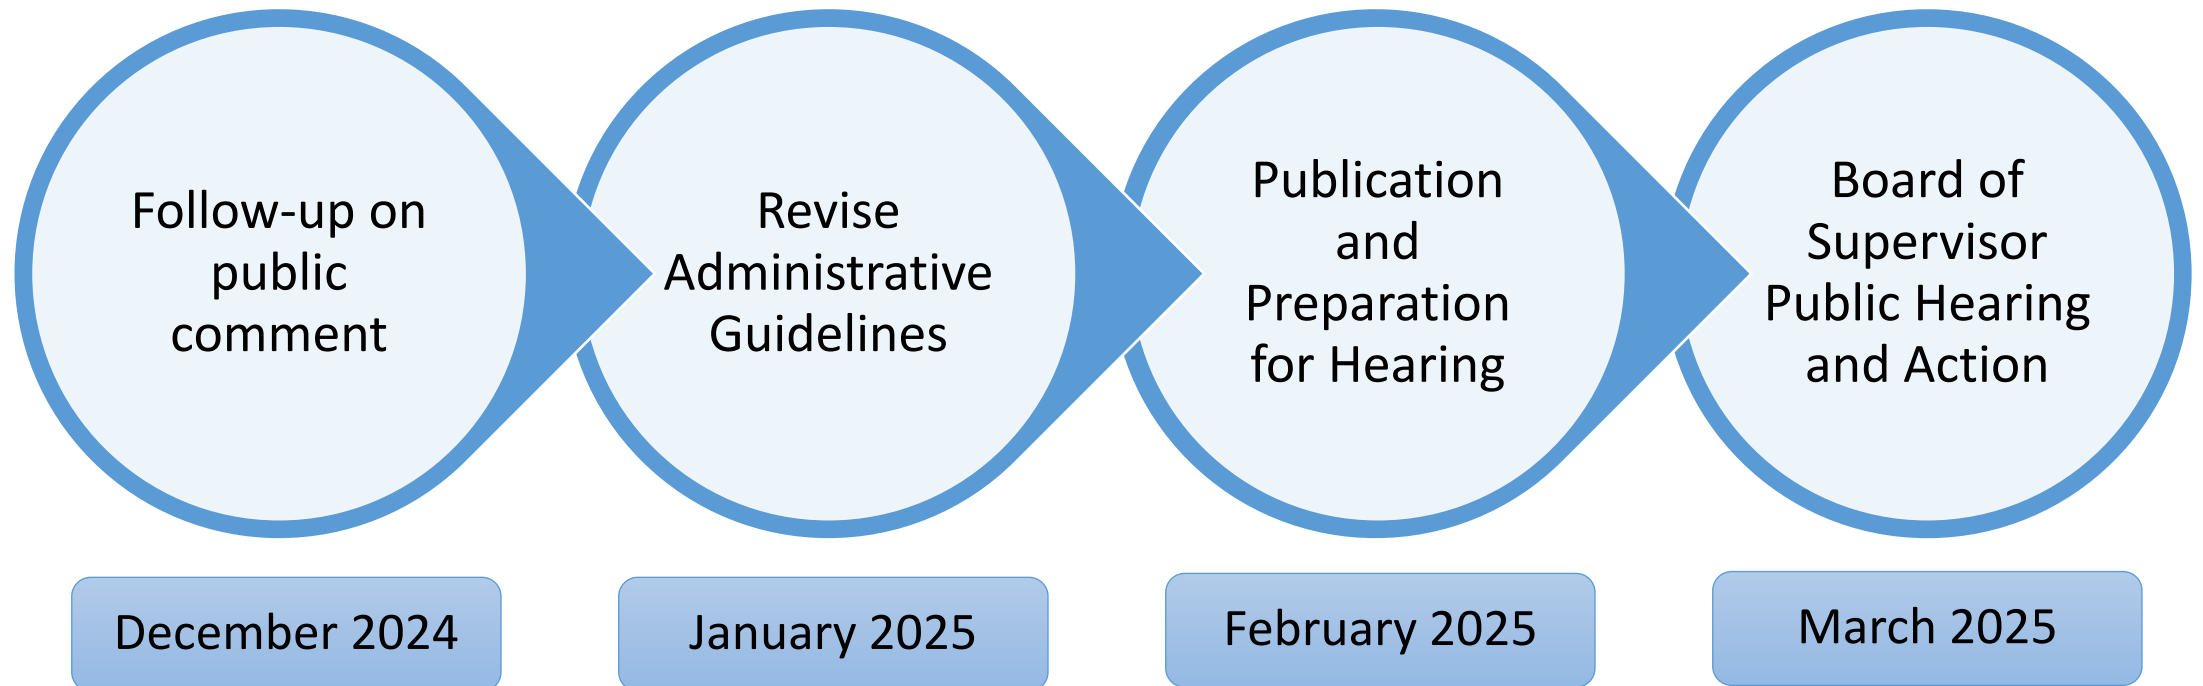 Follow-up on
public
comment
Revise
Administrative
Guidelines
Publication
and
Preparation
for Hearing
Board of
Supervisor
Public Hearing
and Action
December 2024
January 2025
February 2025
March 2025